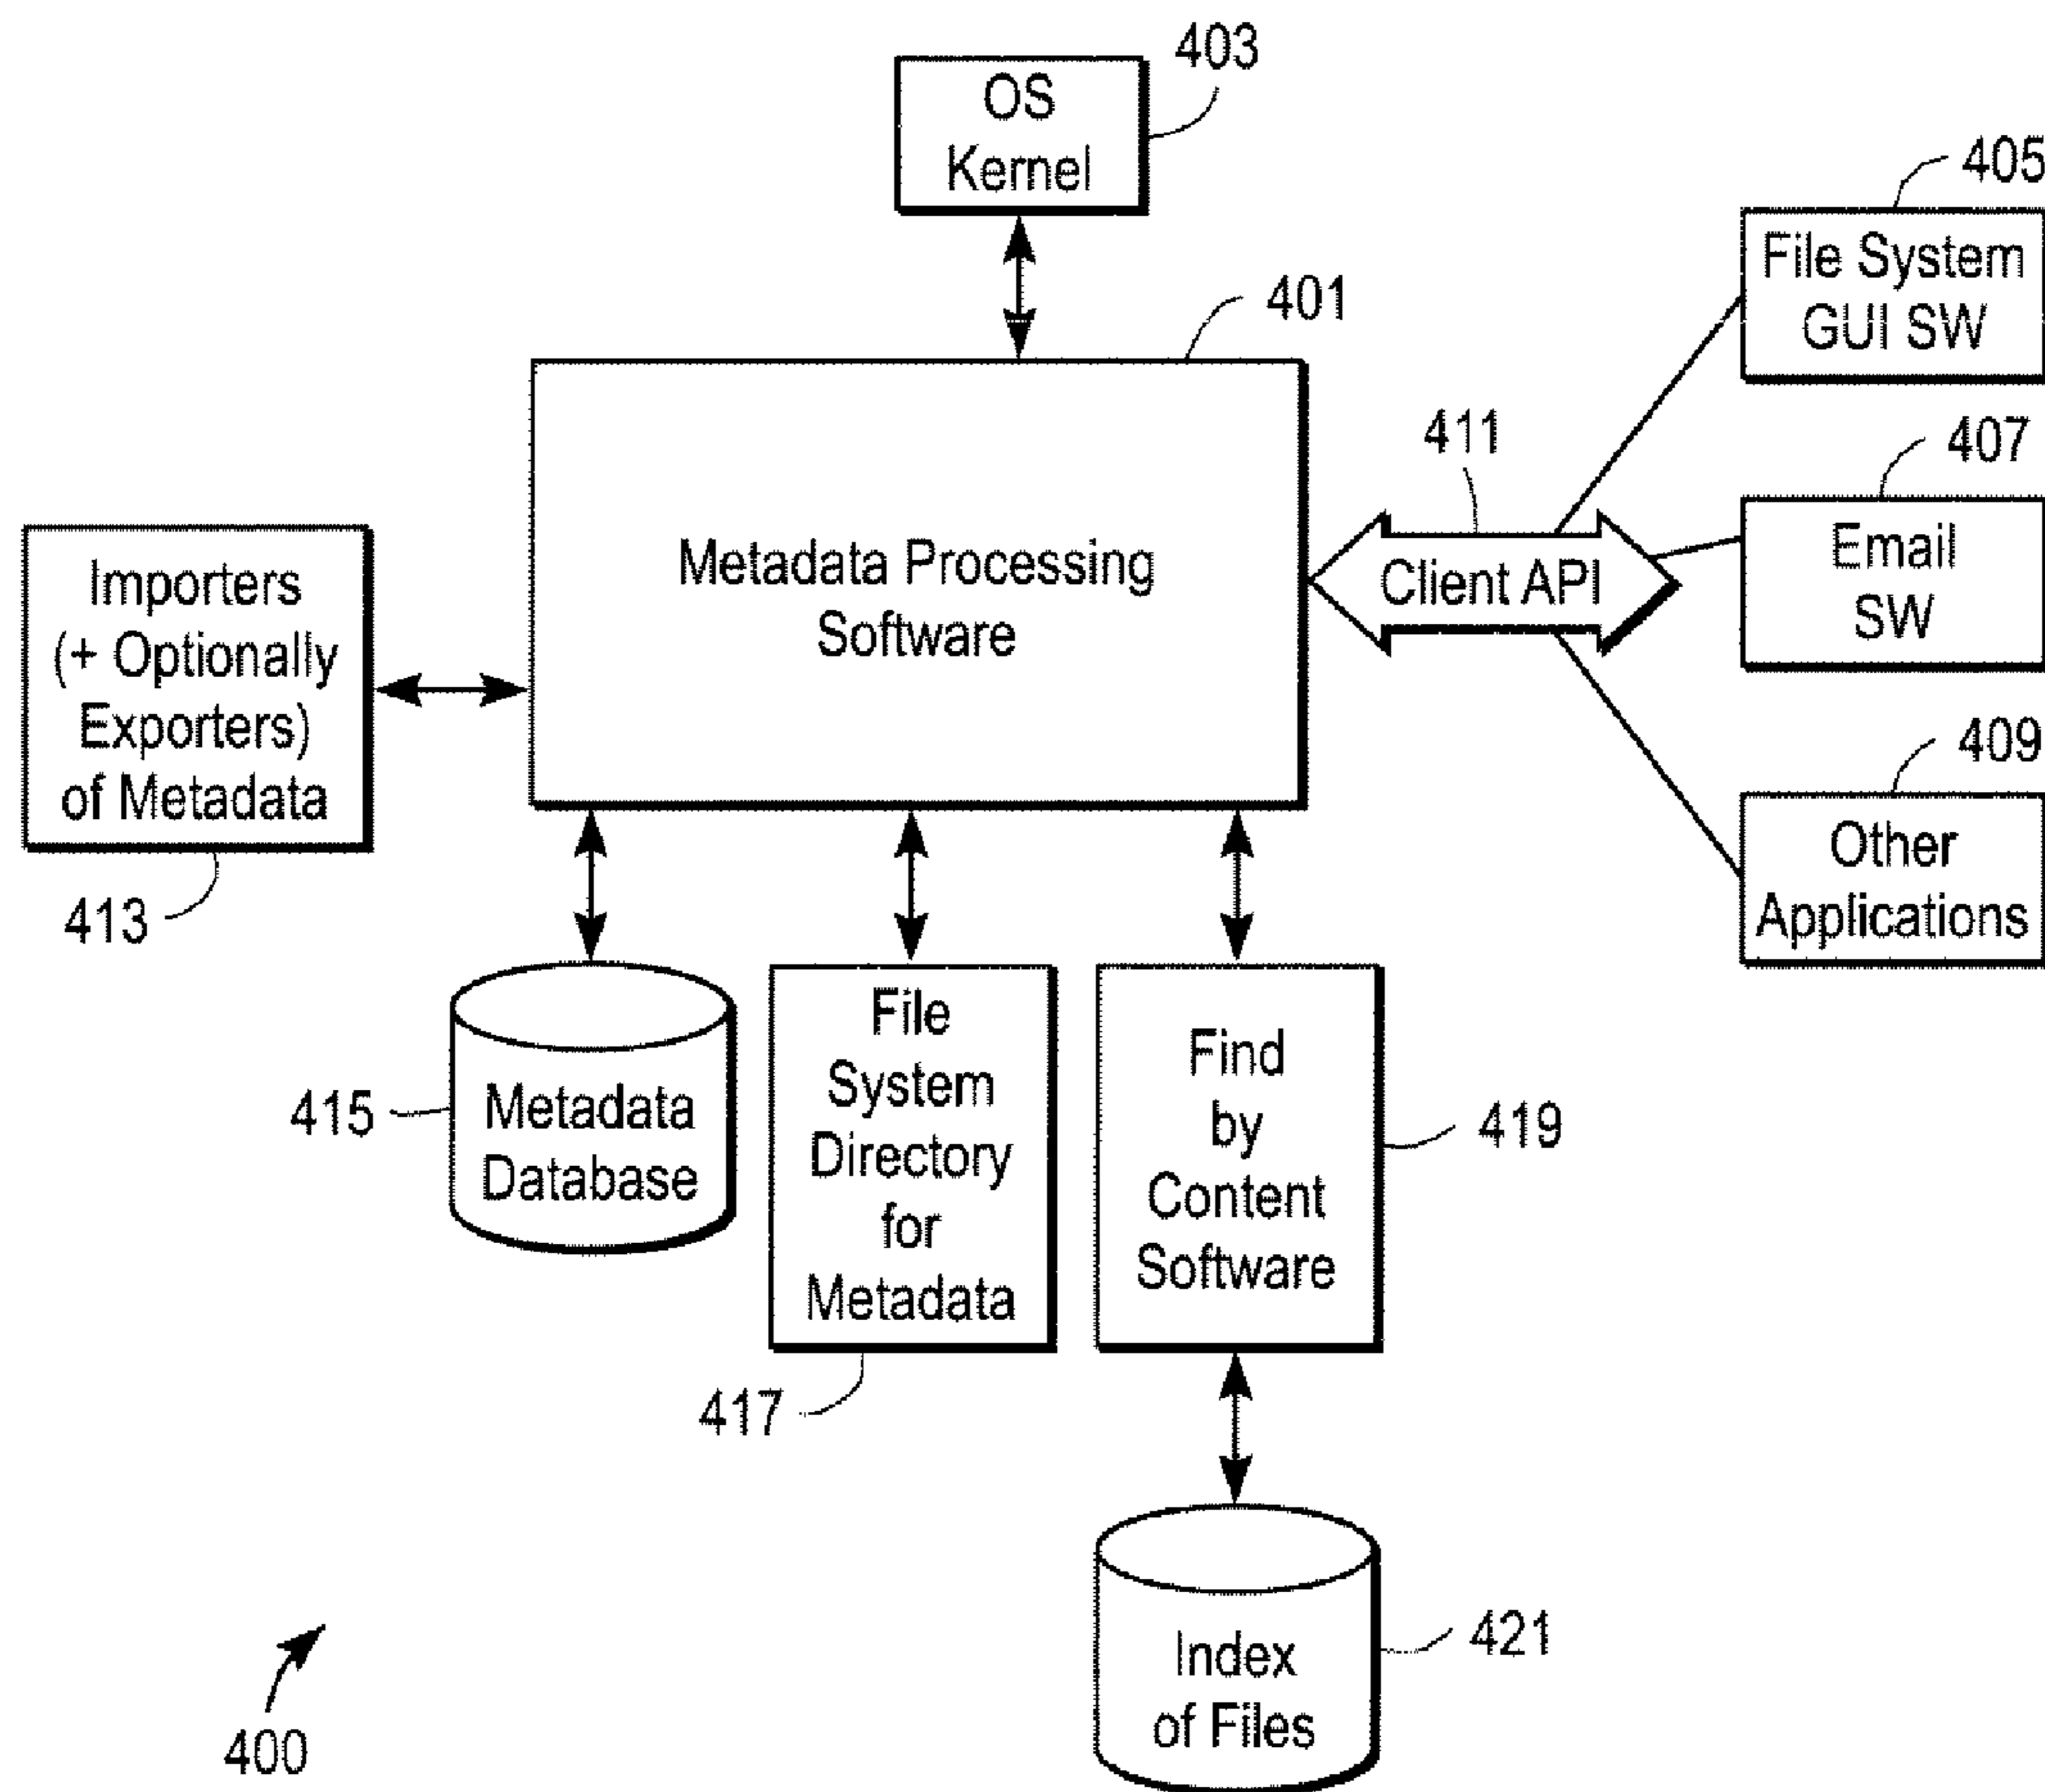 403
OS
Kernel
405
File System
GUI SW
401
411
407
Metadata Processing
Software
Client API
Email
SW
Importers
(+ Optionally
Exporters)
of Metadata
413
409
Other
Applications
415
Metadata
Database
File
System
Directory
for
Metadata
417
Find
by
Content
Software
419
421
Index
of Files
400